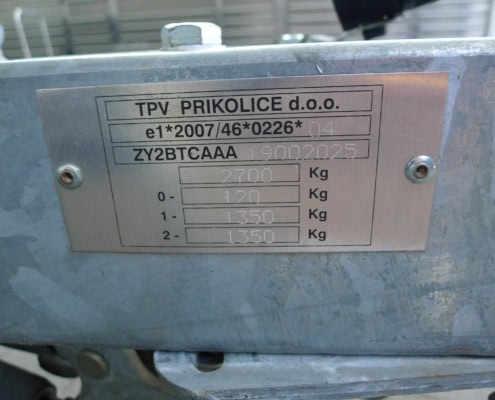 TPV PRIKOLICE d.o.o.
e1*2007/46*0226*04
ZY2BTCAAA19002025
2700 Kg
0- 120 Kg
1- 1350 Kg
2- 1350 Kg